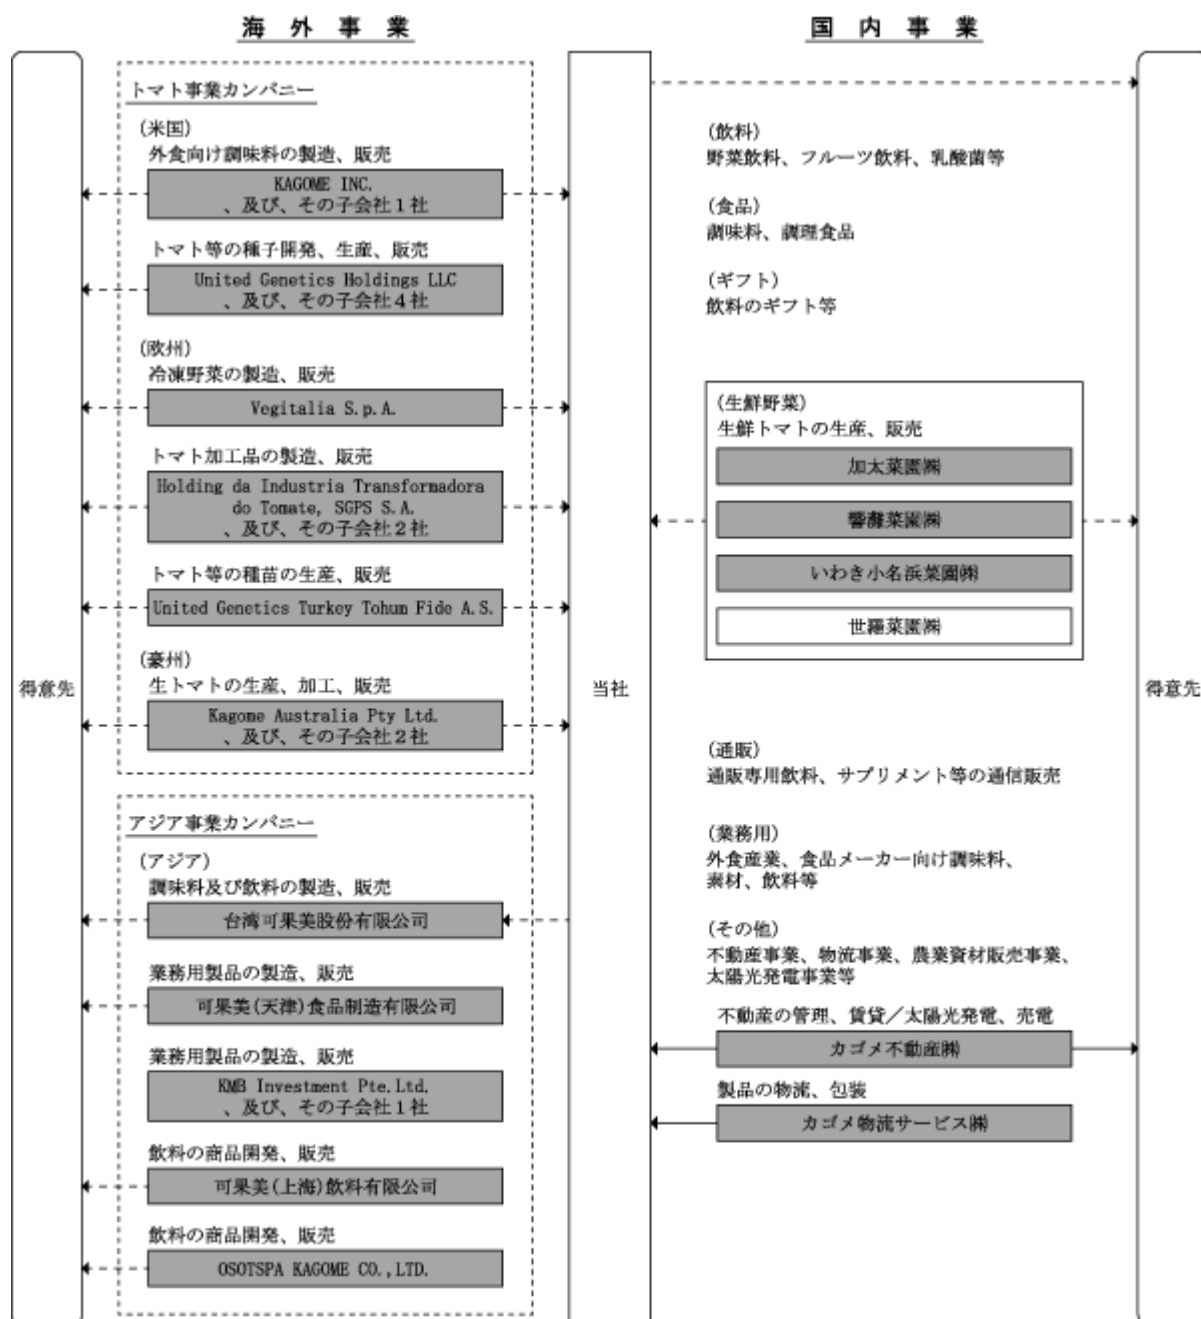 海外事業
得意先
トマト事業カンパニー
(米国)
外食向け調味料の製造、販売
KAGOME INC.
、及び、その子会社１社
トマト等の種子開発、生産、販売
United Genetics Holdings LLC
、及び、その子会社４社
(欧州)
冷凍野菜の製造、販売
Vegitalia S.p.A.
トマト加工品の製造、販売
Holding da Industria Transformadora
do Tomate, SGPS S.A.
、及び、その子会社２社
トマト等の種苗の生産、販売
United Genetics Turkey Tohum Fide A.S.
(豪州)
生トマトの生産、加工、販売
Kagome Australia Pty Ltd.
、及び、その子会社２社
アジア事業カンパニー
(アジア)
調味料及び飲料の製造、販売
台湾可果美股份有限公司
業務用製品の製造、販売
可果美(天津)食品制造有限公司
業務用製品の製造、販売
KMB Investment Pte.Ltd.
、及び、その子会社１社
飲料の商品開発、販売
可果美(上海)飲料有限公司
飲料の商品開発、販売
OSOTSPA KAGOME CO.,LTD.
当社
国内事業
(飲料)
野菜飲料、フルーツ飲料、乳酸菌等
(食品)
調味料、調理食品
(ギフト)
飲料のギフト等
(生鮮野菜)
生鮮トマトの生産、販売
加太菜園㈱
響灘菜園㈱
いわき小名浜菜園㈱
世羅菜園㈱
(通販)
通販専用飲料、サプリメント等の通信販売
(業務用)
外食産業、食品メーカー向け調味料、
素材、飲料等
(その他)
不動産事業、物流事業、農業資材販売事業、
太陽光発電事業等
不動産の管理、賃貸／太陽光発電、売電
カゴメ不動産㈱
製品の物流、包装
カゴメ物流サービス㈱
得意先